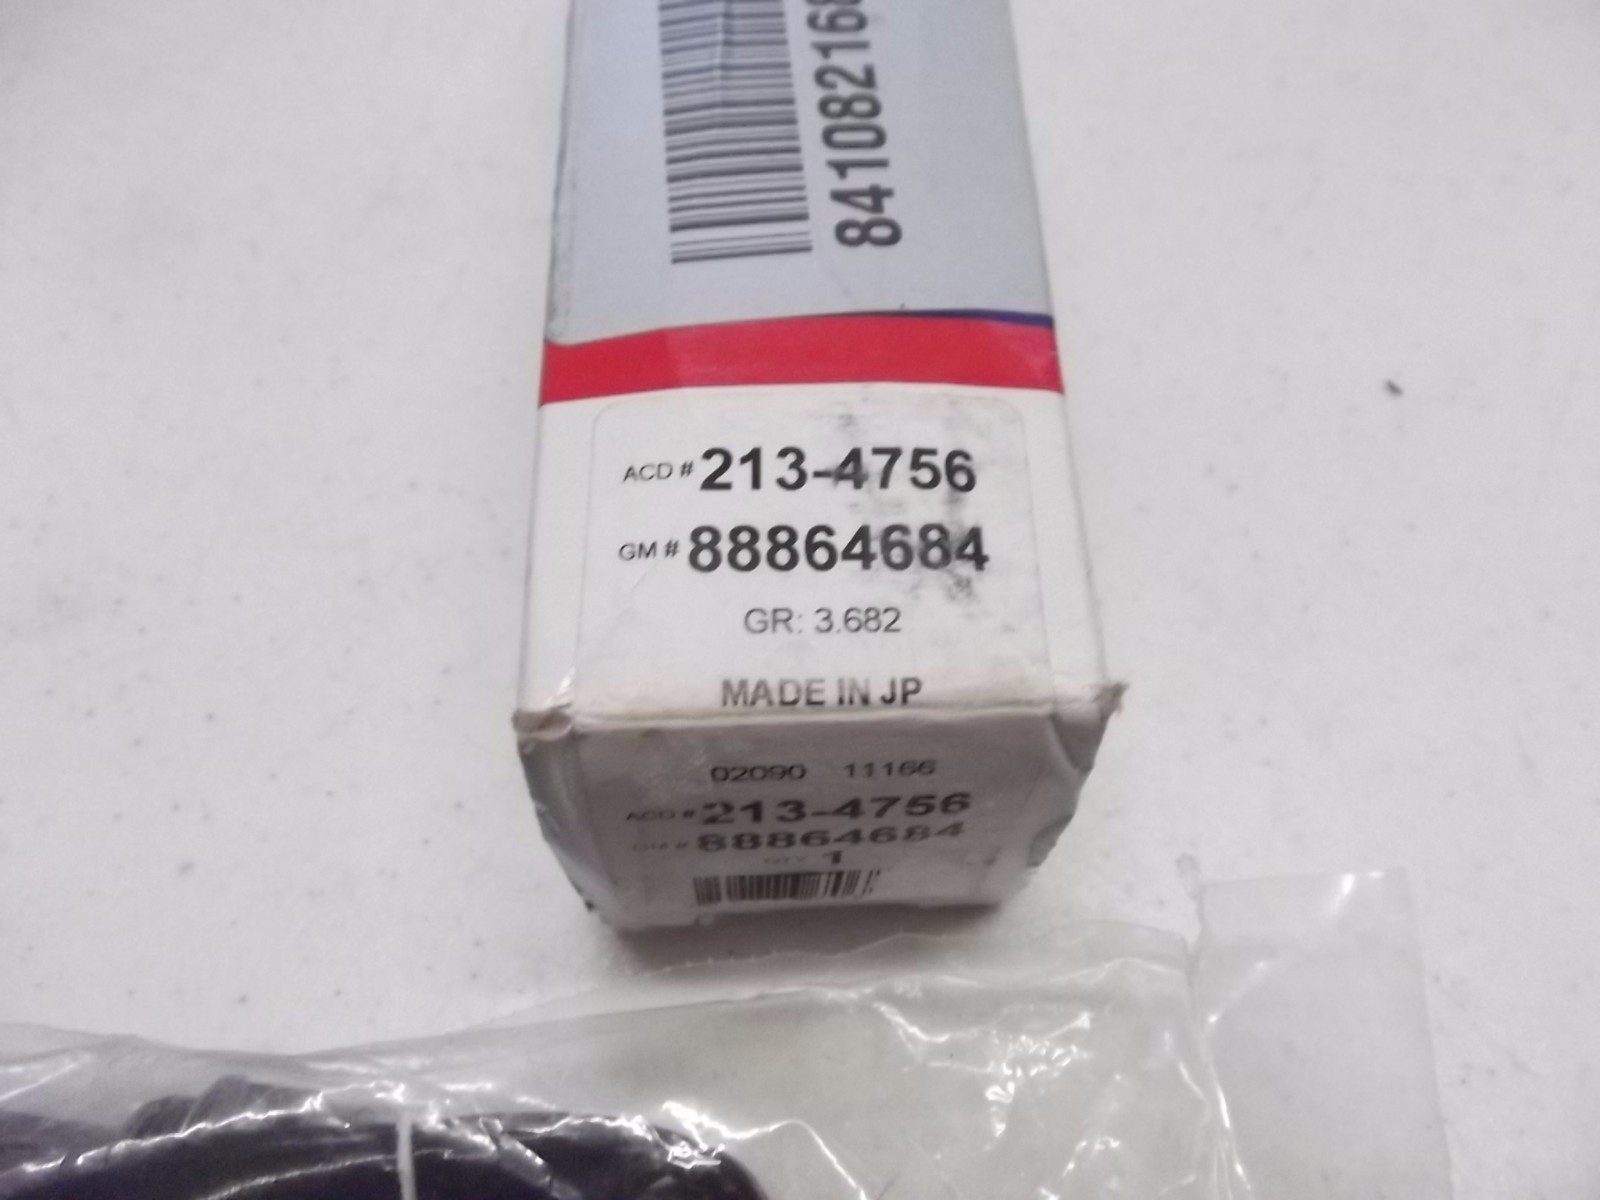 841082168
ACD # 213-4756
GM # 88864684
GR: 3.682
MADE IN JP
02090 11166
ACD # 213-4756
GM # 88864684
QTY 1